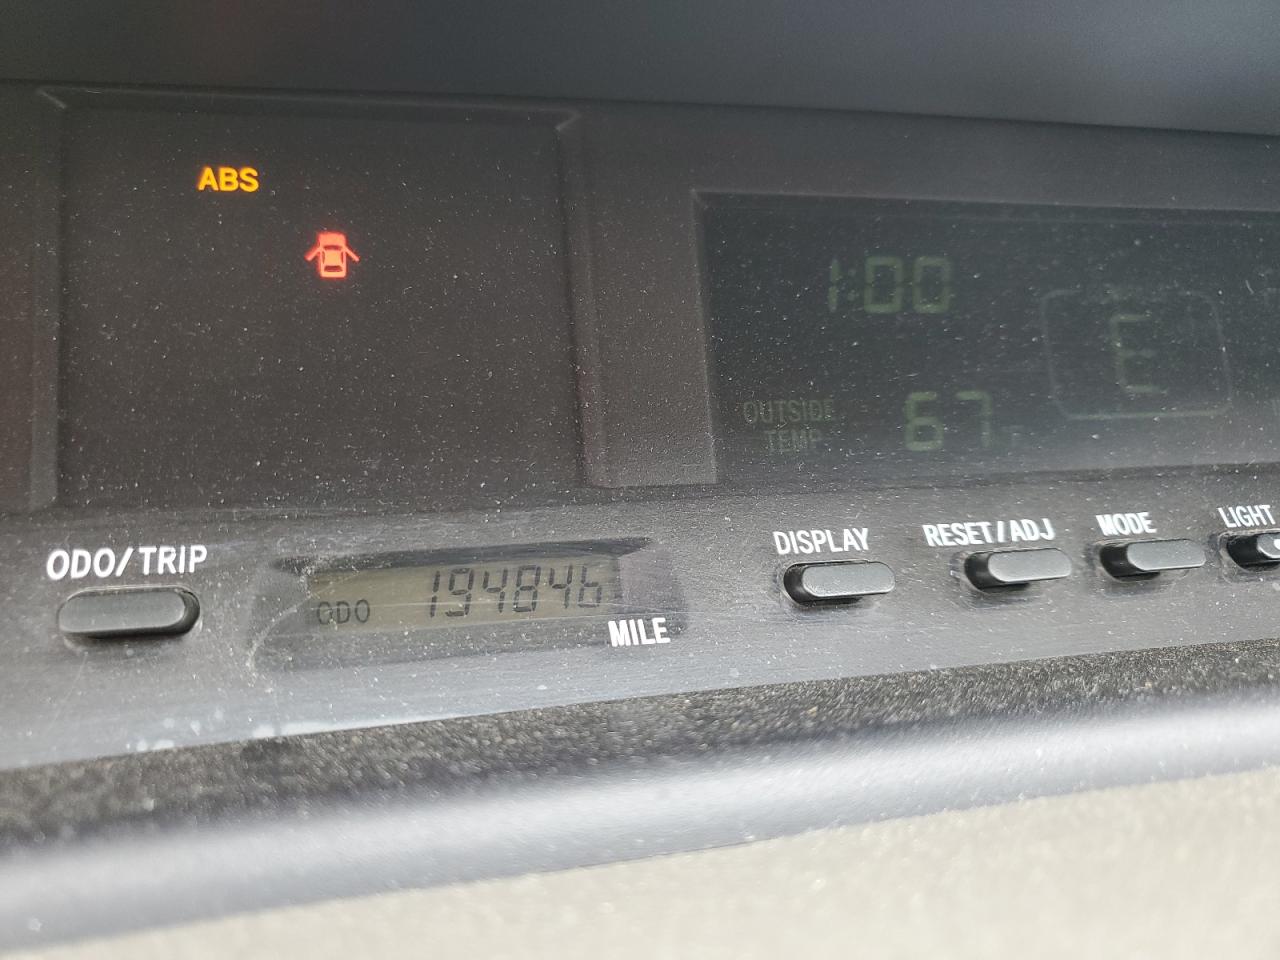 ABS
1:00
E
OUTSIDE
TEMP
67
ODO/TRIP
ODO 194846
MILE
DISPLAY
RESET/ADJ
MODE
LIGHT